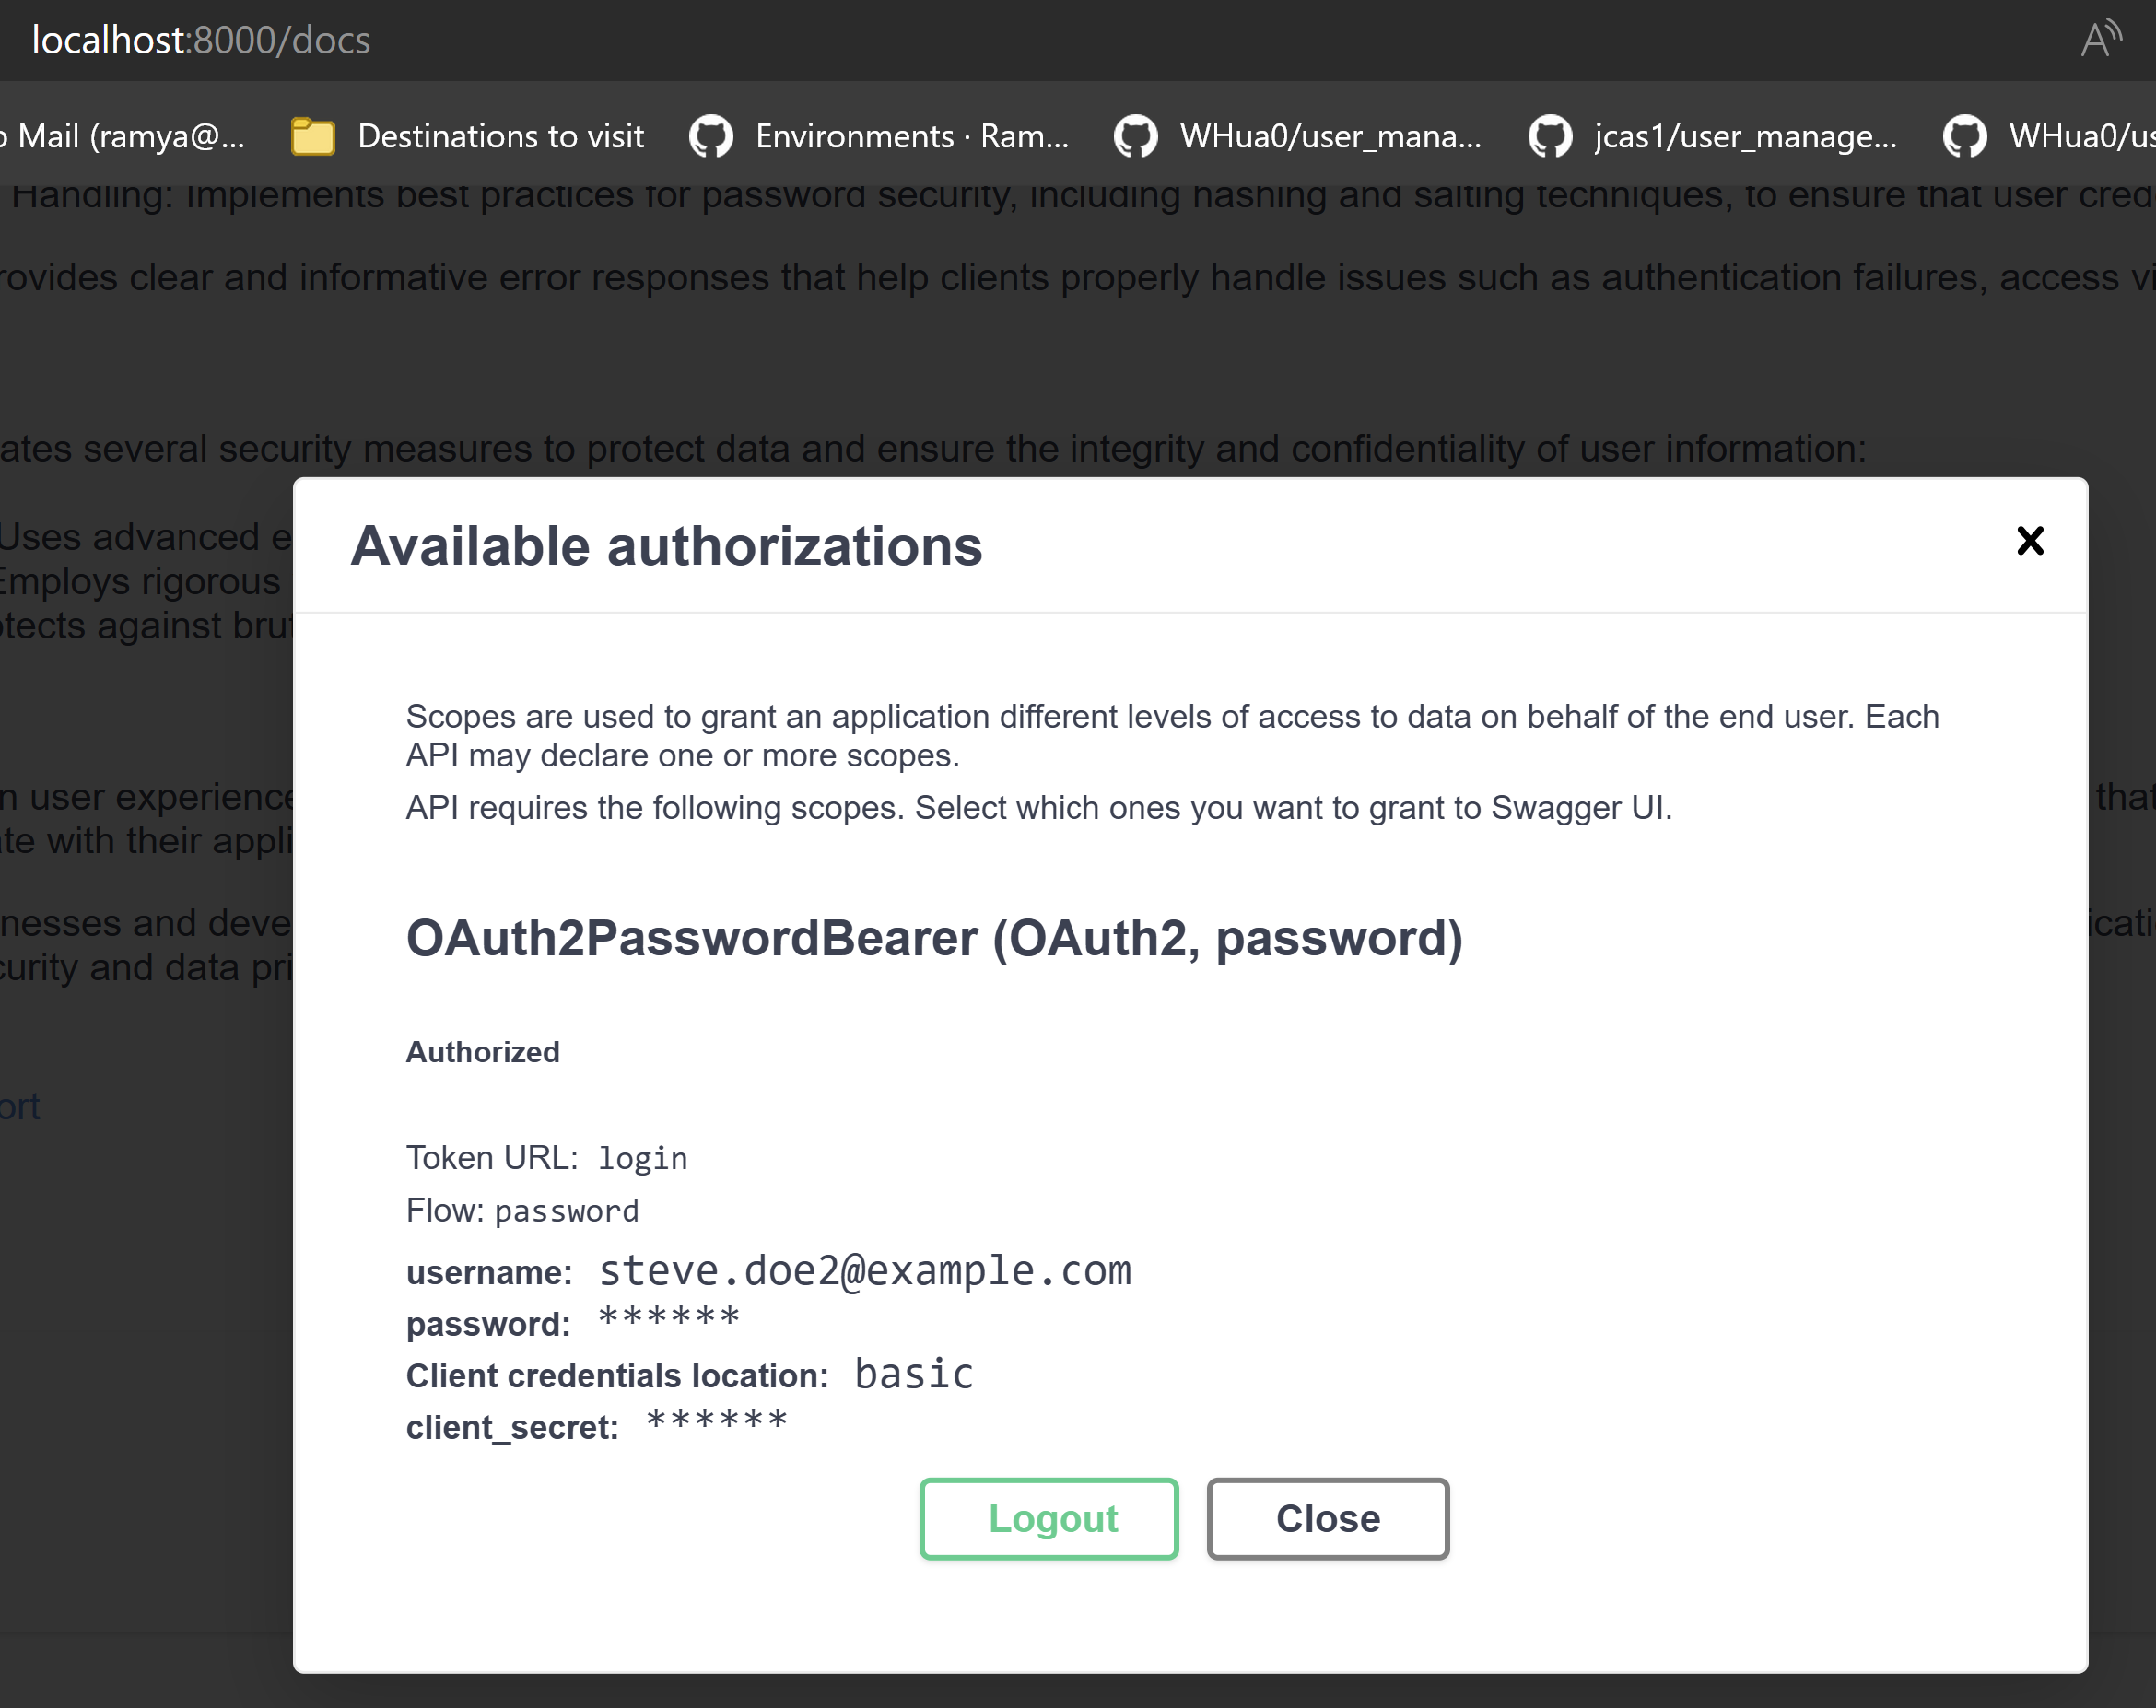 localhost:8000/docs
Mail (ramya@...
Destinations to visit
Environments · Ram...
WHua0/user_mana...
jcas1/user_manage...
WHua0/us
Handling: Implements best practices for password security, including hashing and salting techniques, to ensure that user cred
rovides clear and informative error responses that help clients properly handle issues such as authentication failures, access vi
ates several security measures to protect data and ensure the integrity and confidentiality of user information:
Uses advanced e
Employs rigorous
otects against brut
n user experience
that
te with their appli
nesses and deve
icati
curity and data pri
ort
Available authorizations
Scopes are used to grant an application different levels of access to data on behalf of the end user. Each
API may declare one or more scopes.
API requires the following scopes. Select which ones you want to grant to Swagger UI.
OAuth2PasswordBearer (OAuth2, password)
Authorized
Token URL: login
Flow: password
username: steve.doe2@example.com
password: ******
Client credentials location: basic
client_secret: ******
Logout
Close